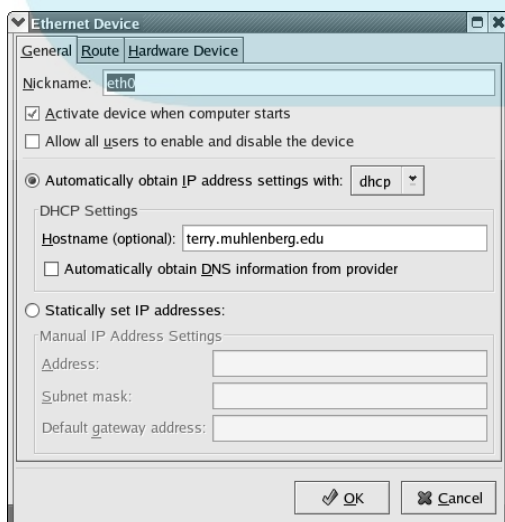 Ethernet Device
General Route Hardware Device
Nickname: eth0
Activate device when computer starts
Allow all users to enable and disable the device
Automatically obtain IP address settings with: dhcp
DHCP Settings
Hostname (optional): terry.muhlenberg.edu
Automatically obtain DNS information from provider
Statically set IP addresses:
Manual IP Address Settings
Address:
Subnet mask:
Default gateway address:
OK Cancel